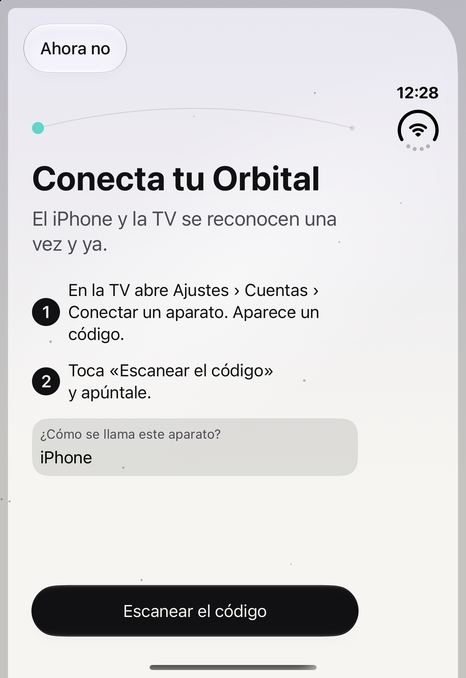 Ahora no
12:28
Conecta tu Orbital
El iPhone y la TV se reconocen una
vez y ya.
1
En la TV abre Ajustes › Cuentas ›
Conectar un aparato. Aparece un
código.
2
Toca «Escanear el código»
y apúntale.
¿Cómo se llama este aparato?
iPhone
Escanear el código